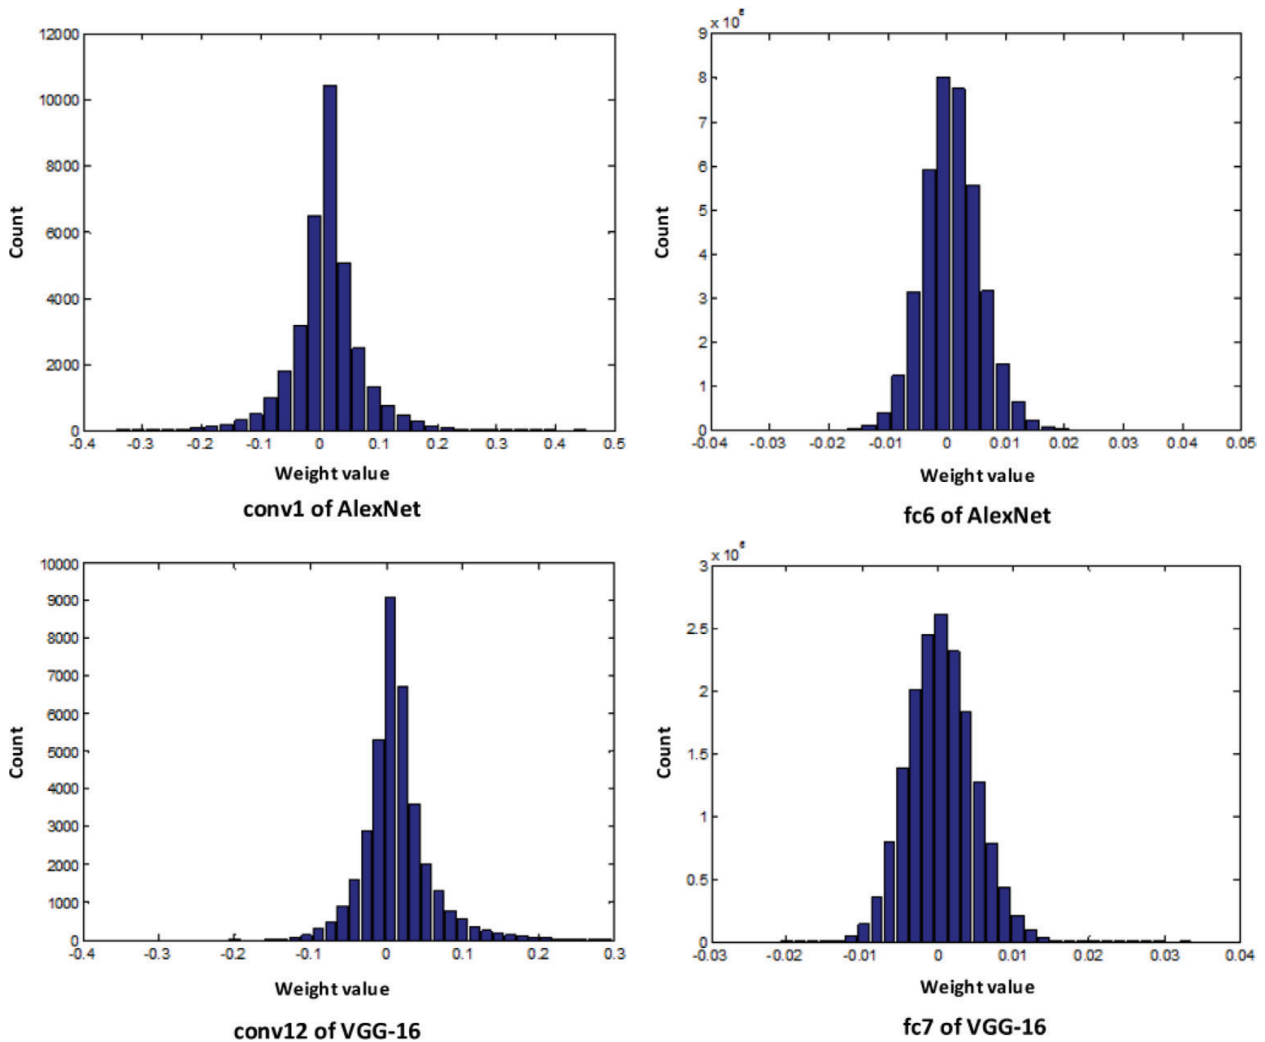 12000
10000
8000
6000
4000
2000
0
-0.4 -0.3 -0.2 -0.1 0 0.1 0.2 0.3 0.4 0.5
Count
Weight value
conv1 of AlexNet
9 x 10
8
7
6
5
4
3
2
1
0
-0.04 -0.03 -0.02 -0.01 0 0.01 0.02 0.03 0.04 0.05
Count
Weight value
fc6 of AlexNet
10000
9000
8000
7000
6000
5000
4000
3000
2000
1000
0
-0.4 -0.3 -0.2 -0.1 0 0.1 0.2 0.3
Count
Weight value
conv12 of VGG-16
3 x 10
2.5
2
1.5
1
0.5
0
-0.03 -0.02 -0.01 0 0.01 0.02 0.03 0.04
Count
Weight value
fc7 of VGG-16